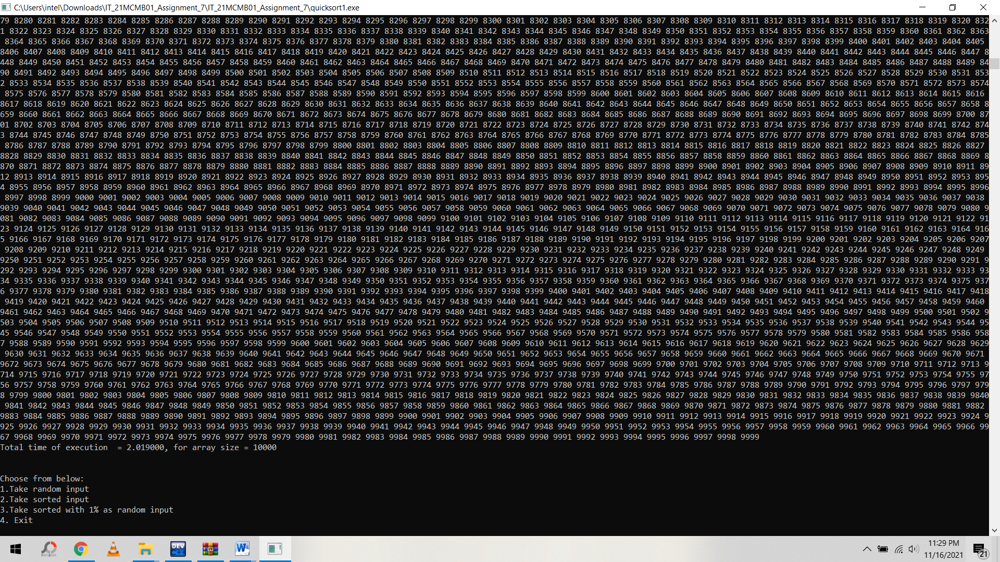 C:\Users\intel\Downloads\IT_21MCMB01_Assignment_7\IT_21MCMB01_Assignment_7\quicksort1.exe
79 8280 8281 8282 8283 8284 8285 8286 8287 8288 8289 8290 8291 8292 8293 8294 8295 8296 8297 8298 8299 8300 8301 8302 8303 8304 8305 8306 8307 8308 8309 8310 8311 8312 8313 8314 8315 8316 8317 8318 8319 8320 832
1 8322 8323 8324 8325 8326 8327 8328 8329 8330 8331 8332 8333 8334 8335 8336 8337 8338 8339 8340 8341 8342 8343 8344 8345 8346 8347 8348 8349 8350 8351 8352 8353 8354 8355 8356 8357 8358 8359 8360 8361 8362 8363
8364 8365 8366 8367 8368 8369 8370 8371 8372 8373 8374 8375 8376 8377 8378 8379 8380 8381 8382 8383 8384 8385 8386 8387 8388 8389 8390 8391 8392 8393 8394 8395 8396 8397 8398 8399 8400 8401 8402 8403 8404 8405
8406 8407 8408 8409 8410 8411 8412 8413 8414 8415 8416 8417 8418 8419 8420 8421 8422 8423 8424 8425 8426 8427 8428 8429 8430 8431 8432 8433 8434 8435 8436 8437 8438 8439 8440 8441 8442 8443 8444 8445 8446 8447 8
448 8449 8450 8451 8452 8453 8454 8455 8456 8457 8458 8459 8460 8461 8462 8463 8464 8465 8466 8467 8468 8469 8470 8471 8472 8473 8474 8475 8476 8477 8478 8479 8480 8481 8482 8483 8484 8485 8486 8487 8488 8489 84
90 8491 8492 8493 8494 8495 8496 8497 8498 8499 8500 8501 8502 8503 8504 8505 8506 8507 8508 8509 8510 8511 8512 8513 8514 8515 8516 8517 8518 8519 8520 8521 8522 8523 8524 8525 8526 8527 8528 8529 8530 8531 853
2 8533 8534 8535 8536 8537 8538 8539 8540 8541 8542 8543 8544 8545 8546 8547 8548 8549 8550 8551 8552 8553 8554 8555 8556 8557 8558 8559 8560 8561 8562 8563 8564 8565 8566 8567 8568 8569 8570 8571 8572 8573 8574
8575 8576 8577 8578 8579 8580 8581 8582 8583 8584 8585 8586 8587 8588 8589 8590 8591 8592 8593 8594 8595 8596 8597 8598 8599 8600 8601 8602 8603 8604 8605 8606 8607 8608 8609 8610 8611 8612 8613 8614 8615 8616
8617 8618 8619 8620 8621 8622 8623 8624 8625 8626 8627 8628 8629 8630 8631 8632 8633 8634 8635 8636 8637 8638 8639 8640 8641 8642 8643 8644 8645 8646 8647 8648 8649 8650 8651 8652 8653 8654 8655 8656 8657 8658 8
659 8660 8661 8662 8663 8664 8665 8666 8667 8668 8669 8670 8671 8672 8673 8674 8675 8676 8677 8678 8679 8680 8681 8682 8683 8684 8685 8686 8687 8688 8689 8690 8691 8692 8693 8694 8695 8696 8697 8698 8699 8700 87
01 8702 8703 8704 8705 8706 8707 8708 8709 8710 8711 8712 8713 8714 8715 8716 8717 8718 8719 8720 8721 8722 8723 8724 8725 8726 8727 8728 8729 8730 8731 8732 8733 8734 8735 8736 8737 8738 8739 8740 8741 8742 874
3 8744 8745 8746 8747 8748 8749 8750 8751 8752 8753 8754 8755 8756 8757 8758 8759 8760 8761 8762 8763 8764 8765 8766 8767 8768 8769 8770 8771 8772 8773 8774 8775 8776 8777 8778 8779 8780 8781 8782 8783 8784 8785
8786 8787 8788 8789 8790 8791 8792 8793 8794 8795 8796 8797 8798 8799 8800 8801 8802 8803 8804 8805 8806 8807 8808 8809 8810 8811 8812 8813 8814 8815 8816 8817 8818 8819 8820 8821 8822 8823 8824 8825 8826 8827
8828 8829 8830 8831 8832 8833 8834 8835 8836 8837 8838 8839 8840 8841 8842 8843 8844 8845 8846 8847 8848 8849 8850 8851 8852 8853 8854 8855 8856 8857 8858 8859 8860 8861 8862 8863 8864 8865 8866 8867 8868 8869 8
870 8871 8872 8873 8874 8875 8876 8877 8878 8879 8880 8881 8882 8883 8884 8885 8886 8887 8888 8889 8890 8891 8892 8893 8894 8895 8896 8897 8898 8899 8900 8901 8902 8903 8904 8905 8906 8907 8908 8909 8910 8911 89
12 8913 8914 8915 8916 8917 8918 8919 8920 8921 8922 8923 8924 8925 8926 8927 8928 8929 8930 8931 8932 8933 8934 8935 8936 8937 8938 8939 8940 8941 8942 8943 8944 8945 8946 8947 8948 8949 8950 8951 8952 8953 895
4 8955 8956 8957 8958 8959 8960 8961 8962 8963 8964 8965 8966 8967 8968 8969 8970 8971 8972 8973 8974 8975 8976 8977 8978 8979 8980 8981 8982 8983 8984 8985 8986 8987 8988 8989 8990 8991 8992 8993 8994 8995 8996
8997 8998 8999 9000 9001 9002 9003 9004 9005 9006 9007 9008 9009 9010 9011 9012 9013 9014 9015 9016 9017 9018 9019 9020 9021 9022 9023 9024 9025 9026 9027 9028 9029 9030 9031 9032 9033 9034 9035 9036 9037 9038
9039 9040 9041 9042 9043 9044 9045 9046 9047 9048 9049 9050 9051 9052 9053 9054 9055 9056 9057 9058 9059 9060 9061 9062 9063 9064 9065 9066 9067 9068 9069 9070 9071 9072 9073 9074 9075 9076 9077 9078 9079 9080 9
081 9082 9083 9084 9085 9086 9087 9088 9089 9090 9091 9092 9093 9094 9095 9096 9097 9098 9099 9100 9101 9102 9103 9104 9105 9106 9107 9108 9109 9110 9111 9112 9113 9114 9115 9116 9117 9118 9119 9120 9121 9122 91
23 9124 9125 9126 9127 9128 9129 9130 9131 9132 9133 9134 9135 9136 9137 9138 9139 9140 9141 9142 9143 9144 9145 9146 9147 9148 9149 9150 9151 9152 9153 9154 9155 9156 9157 9158 9159 9160 9161 9162 9163 9164 916
5 9166 9167 9168 9169 9170 9171 9172 9173 9174 9175 9176 9177 9178 9179 9180 9181 9182 9183 9184 9185 9186 9187 9188 9189 9190 9191 9192 9193 9194 9195 9196 9197 9198 9199 9200 9201 9202 9203 9204 9205 9206 9207
9208 9209 9210 9211 9212 9213 9214 9215 9216 9217 9218 9219 9220 9221 9222 9223 9224 9225 9226 9227 9228 9229 9230 9231 9232 9233 9234 9235 9236 9237 9238 9239 9240 9241 9242 9243 9244 9245 9246 9247 9248 9249
9250 9251 9252 9253 9254 9255 9256 9257 9258 9259 9260 9261 9262 9263 9264 9265 9266 9267 9268 9269 9270 9271 9272 9273 9274 9275 9276 9277 9278 9279 9280 9281 9282 9283 9284 9285 9286 9287 9288 9289 9290 9291 9
292 9293 9294 9295 9296 9297 9298 9299 9300 9301 9302 9303 9304 9305 9306 9307 9308 9309 9310 9311 9312 9313 9314 9315 9316 9317 9318 9319 9320 9321 9322 9323 9324 9325 9326 9327 9328 9329 9330 9331 9332 9333 93
34 9335 9336 9337 9338 9339 9340 9341 9342 9343 9344 9345 9346 9347 9348 9349 9350 9351 9352 9353 9354 9355 9356 9357 9358 9359 9360 9361 9362 9363 9364 9365 9366 9367 9368 9369 9370 9371 9372 9373 9374 9375 937
6 9377 9378 9379 9380 9381 9382 9383 9384 9385 9386 9387 9388 9389 9390 9391 9392 9393 9394 9395 9396 9397 9398 9399 9400 9401 9402 9403 9404 9405 9406 9407 9408 9409 9410 9411 9412 9413 9414 9415 9416 9417 9418
9419 9420 9421 9422 9423 9424 9425 9426 9427 9428 9429 9430 9431 9432 9433 9434 9435 9436 9437 9438 9439 9440 9441 9442 9443 9444 9445 9446 9447 9448 9449 9450 9451 9452 9453 9454 9455 9456 9457 9458 9459 9460
9461 9462 9463 9464 9465 9466 9467 9468 9469 9470 9471 9472 9473 9474 9475 9476 9477 9478 9479 9480 9481 9482 9483 9484 9485 9486 9487 9488 9489 9490 9491 9492 9493 9494 9495 9496 9497 9498 9499 9500 9501 9502 9
503 9504 9505 9506 9507 9508 9509 9510 9511 9512 9513 9514 9515 9516 9517 9518 9519 9520 9521 9522 9523 9524 9525 9526 9527 9528 9529 9530 9531 9532 9533 9534 9535 9536 9537 9538 9539 9540 9541 9542 9543 9544 95
45 9546 9547 9548 9549 9550 9551 9552 9553 9554 9555 9556 9557 9558 9559 9560 9561 9562 9563 9564 9565 9566 9567 9568 9569 9570 9571 9572 9573 9574 9575 9576 9577 9578 9579 9580 9581 9582 9583 9584 9585 9586 958
7 9588 9589 9590 9591 9592 9593 9594 9595 9596 9597 9598 9599 9600 9601 9602 9603 9604 9605 9606 9607 9608 9609 9610 9611 9612 9613 9614 9615 9616 9617 9618 9619 9620 9621 9622 9623 9624 9625 9626 9627 9628 9629
9630 9631 9632 9633 9634 9635 9636 9637 9638 9639 9640 9641 9642 9643 9644 9645 9646 9647 9648 9649 9650 9651 9652 9653 9654 9655 9656 9657 9658 9659 9660 9661 9662 9663 9664 9665 9666 9667 9668 9669 9670 9671
9672 9673 9674 9675 9676 9677 9678 9679 9680 9681 9682 9683 9684 9685 9686 9687 9688 9689 9690 9691 9692 9693 9694 9695 9696 9697 9698 9699 9700 9701 9702 9703 9704 9705 9706 9707 9708 9709 9710 9711 9712 9713 9
714 9715 9716 9717 9718 9719 9720 9721 9722 9723 9724 9725 9726 9727 9728 9729 9730 9731 9732 9733 9734 9735 9736 9737 9738 9739 9740 9741 9742 9743 9744 9745 9746 9747 9748 9749 9750 9751 9752 9753 9754 9755 97
56 9757 9758 9759 9760 9761 9762 9763 9764 9765 9766 9767 9768 9769 9770 9771 9772 9773 9774 9775 9776 9777 9778 9779 9780 9781 9782 9783 9784 9785 9786 9787 9788 9789 9790 9791 9792 9793 9794 9795 9796 9797 979
8 9799 9800 9801 9802 9803 9804 9805 9806 9807 9808 9809 9810 9811 9812 9813 9814 9815 9816 9817 9818 9819 9820 9821 9822 9823 9824 9825 9826 9827 9828 9829 9830 9831 9832 9833 9834 9835 9836 9837 9838 9839 9840
9841 9842 9843 9844 9845 9846 9847 9848 9849 9850 9851 9852 9853 9854 9855 9856 9857 9858 9859 9860 9861 9862 9863 9864 9865 9866 9867 9868 9869 9870 9871 9872 9873 9874 9875 9876 9877 9878 9879 9880 9881 9882
9883 9884 9885 9886 9887 9888 9889 9890 9891 9892 9893 9894 9895 9896 9897 9898 9899 9900 9901 9902 9903 9904 9905 9906 9907 9908 9909 9910 9911 9912 9913 9914 9915 9916 9917 9918 9919 9920 9921 9922 9923 9924 9
925 9926 9927 9928 9929 9930 9931 9932 9933 9934 9935 9936 9937 9938 9939 9940 9941 9942 9943 9944 9945 9946 9947 9948 9949 9950 9951 9952 9953 9954 9955 9956 9957 9958 9959 9960 9961 9962 9963 9964 9965 9966 99
67 9968 9969 9970 9971 9972 9973 9974 9975 9976 9977 9978 9979 9980 9981 9982 9983 9984 9985 9986 9987 9988 9989 9990 9991 9992 9993 9994 9995 9996 9997 9998 9999
Total time of execution  = 2.019000, for array size = 10000
Choose from below:
1.Take random input
2.Take sorted input
3.Take sorted with 1% as random input
4. Exit
DEV
11:29 PM
11/16/2021
21